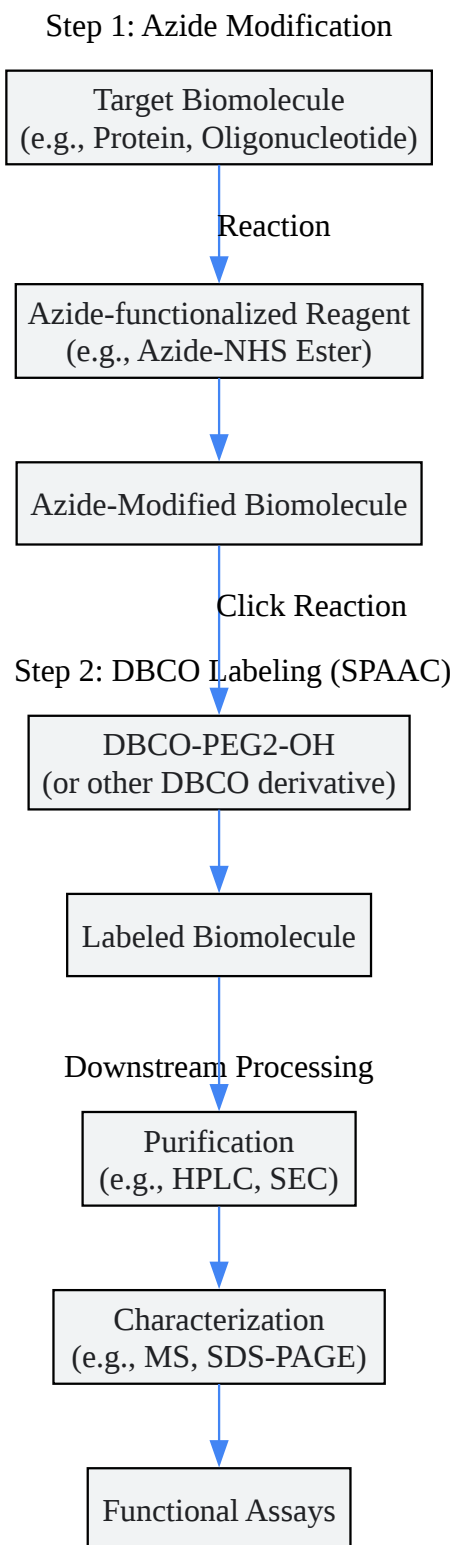 Step 1: Azide Modification
Target Biomolecule
(e.g., Protein, Oligonucleotide)
Reaction
Azide-functionalized Reagent
(e.g., Azide-NHS Ester)
Azide-Modified Biomolecule
Click Reaction
Step 2: DBCO Labeling (SPAAC)
DBCO-PEG2-OH
(or other DBCO derivative)
Labeled Biomolecule
Downstream Processing
Purification
(e.g., HPLC, SEC)
Characterization
(e.g., MS, SDS-PAGE)
Functional Assays